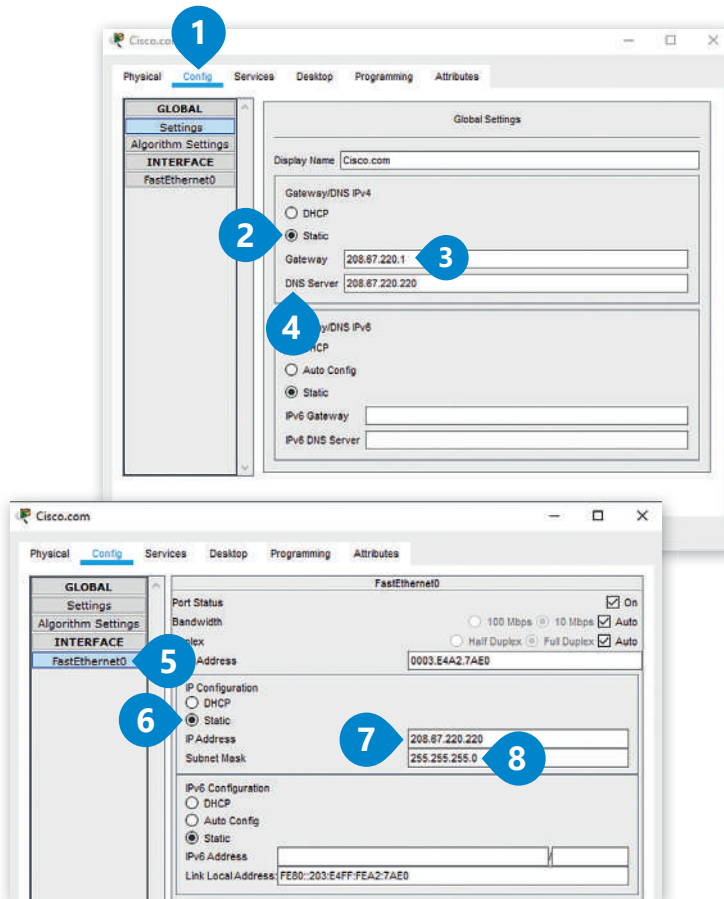 Cisco.co
1
Physical Config Services Desktop Programming Attributes
GLOBAL
Settings
Algorithm Settings
INTERFACE
FastEthernet0
Global Settings
Display Name Cisco.com
Gateway/DNS IPv4
DHCP
2
Static
Gateway 208.67.220.1
3
DNS Server 208.67.220.220
4
y/DNS IPv6
HCP
Auto Config
Static
IPv6 Gateway
IPv6 DNS Server
Cisco.com
Physical Config Services Desktop Programming Attributes
GLOBAL
Settings
Algorithm Settings
INTERFACE
FastEthernet0
5
FastEthernet0
Port Status On
Bandwidth 100 Mbps 10 Mbps Auto
plex Half Duplex Full Duplex Auto
Address 0003.E4A2.7AE0
IP Configuration
DHCP
6
Static
IP Address 208.67.220.220
7
Subnet Mask 255.255.255.0
8
IPv6 Configuration
DHCP
Auto Config
Static
IPv6 Address /
Link Local Address: FE80::203:E4FF:FEA2:7AE0